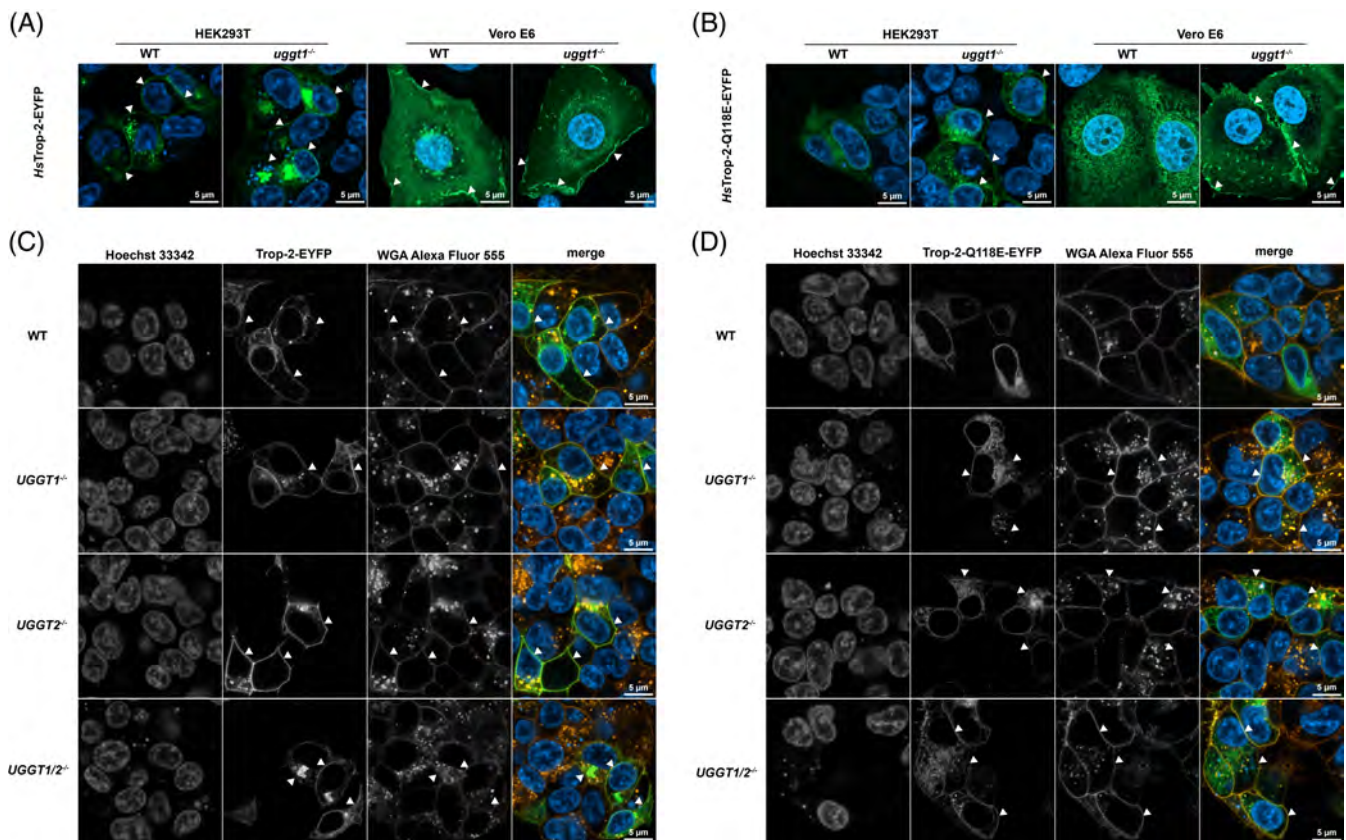 (A)
HEK293T Vero E6
WT uggt1-/- WT uggt1-/-
HsTrop-2-EYFP
5 µm 5 µm 5 µm 5 µm
(B)
HEK293T Vero E6
WT uggt1-/- WT uggt1-/-
HsTrop-2-Q118E-EYFP
5 µm 5 µm 5 µm 5 µm
(C)
Hoechst 33342 Trop-2-EYFP WGA Alexa Fluor 555 merge
WT
5 µm
UGGT1-/-
5 µm
UGGT2-/-
5 µm
UGGT1/2-/-
5 µm
(D)
Hoechst 33342 Trop-2-Q118E-EYFP WGA Alexa Fluor 555 merge
WT
5 µm
UGGT1-/-
5 µm
UGGT2-/-
5 µm
UGGT1/2-/-
5 µm